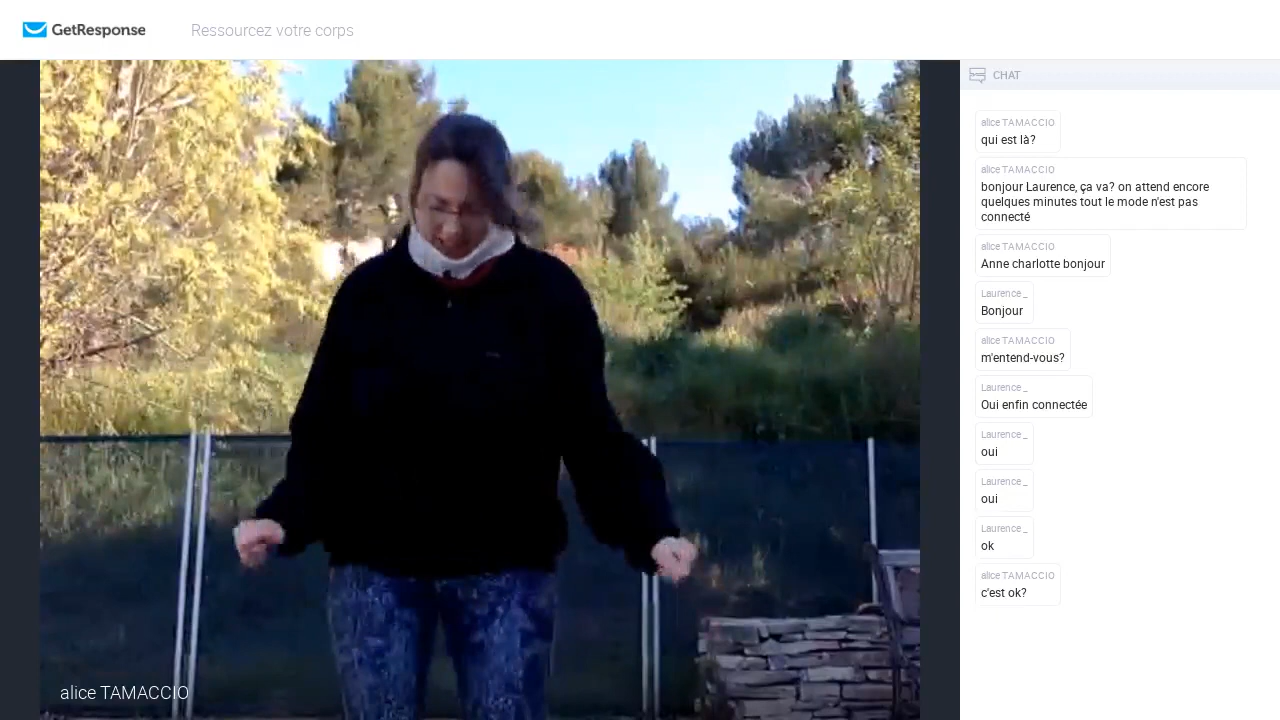 GetResponse
Ressourcez votre corps
CHAT
alice TAMACCIO
qui est là?
alice TAMACCIO
bonjour Laurence, ça va? on attend encore
quelques minutes tout le mode n'est pas
connecté
alice TAMACCIO
Anne charlotte bonjour
Laurence _
Bonjour
alice TAMACCIO
m'entend-vous?
Laurence _
Oui enfin connectée
Laurence _
oui
Laurence _
oui
Laurence _
ok
alice TAMACCIO
c'est ok?
alice TAMACCIO